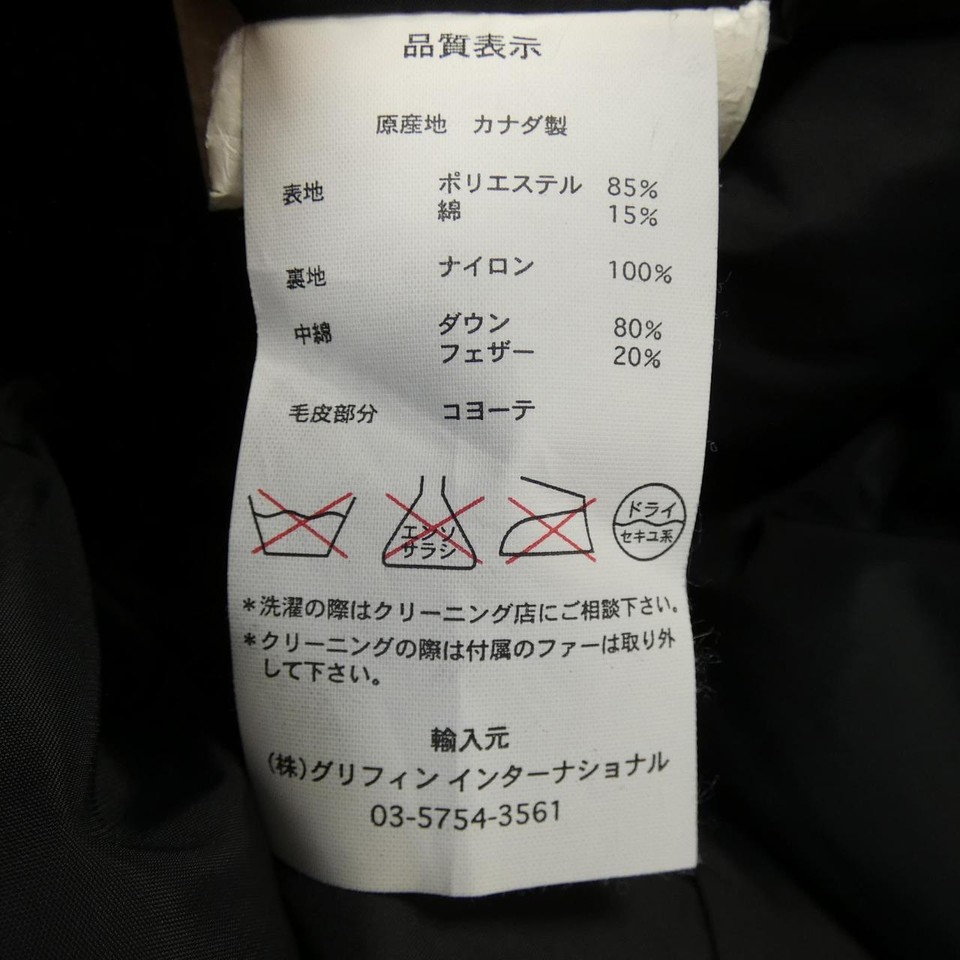 品質表示
原産地 カナダ製
表地 ポリエステル 85%
綿 15%
裏地 ナイロン 100%
中綿 ダウン 80%
フェザー 20%
毛皮部分 コヨーテ
エンソ
サラシ
ドライ
セキユ系
*洗濯の際はクリーニング店にご相談下さい。
*クリーニングの際は付属のファーは取り外
して下さい。
輸入元
(株)グリフィン インターナショナル
03-5754-3561